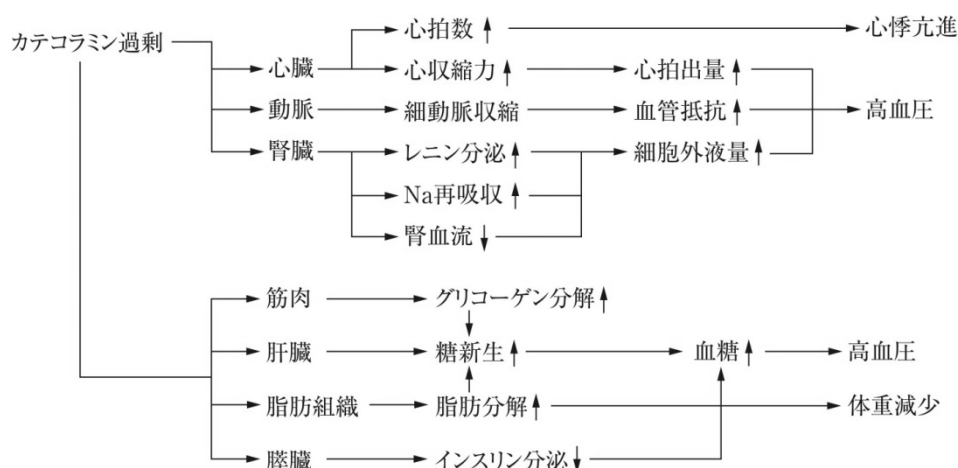 カテコラミン過剰
心臓
心拍数↑
心悸亢進
心収縮力↑
心拍出量↑
動脈
細動脈収縮
血管抵抗↑
高血圧
腎臓
レニン分泌↑
細胞外液量↑
Na再吸収↑
腎血流↓
筋肉
グリコーゲン分解↑
肝臓
糖新生↑
血糖↑
高血圧
脂肪組織
脂肪分解↑
体重減少
膵臓
インスリン分泌↓